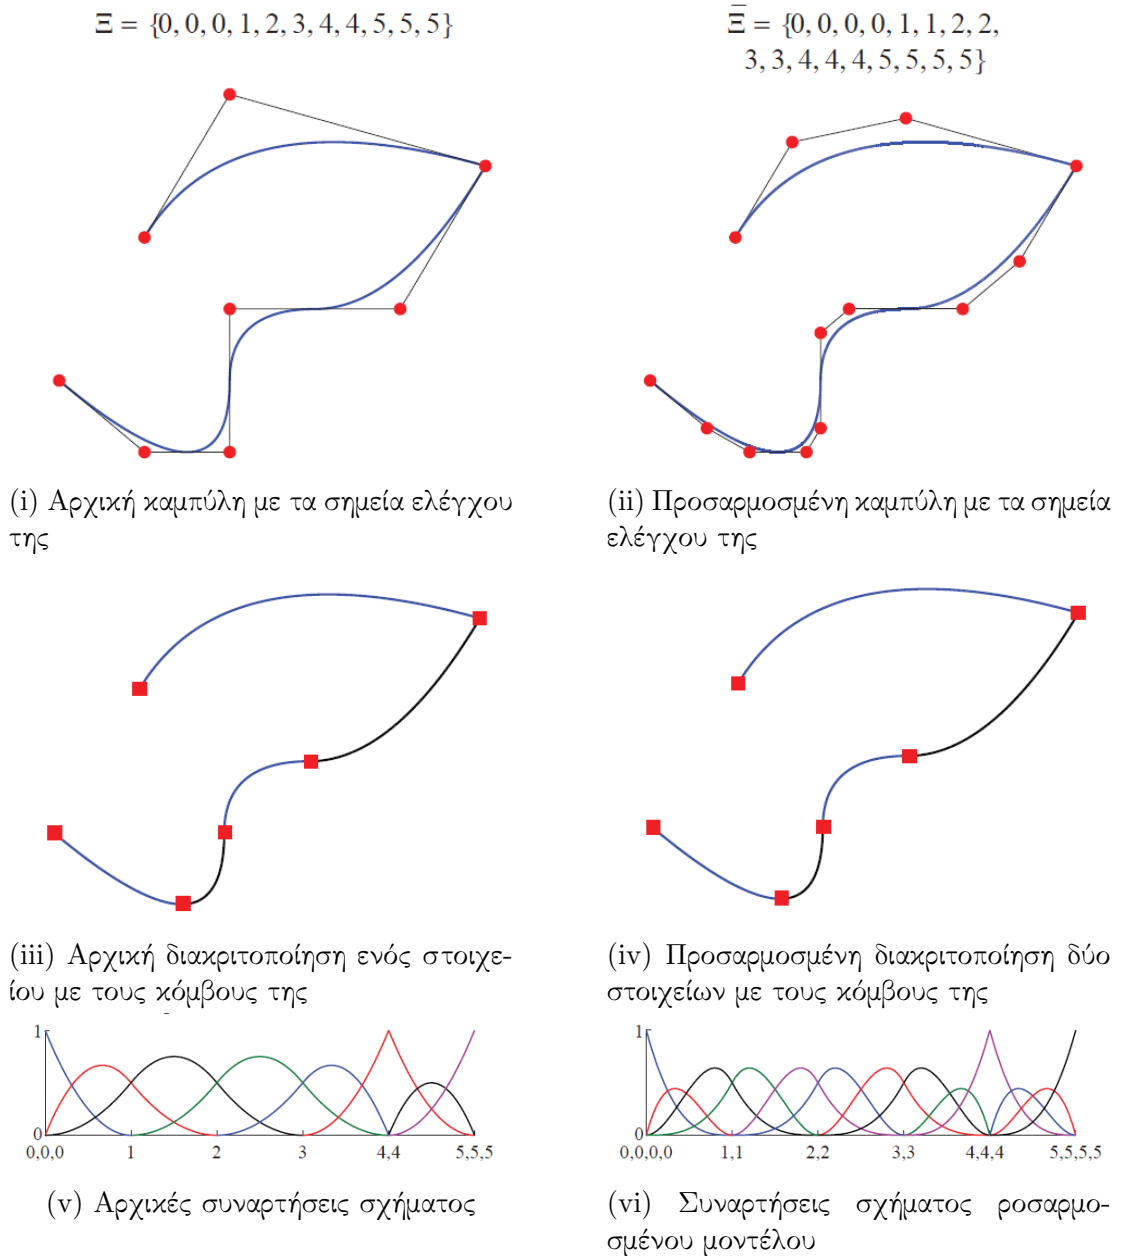 Ξ = {0, 0, 0, 1, 2, 3, 4, 4, 5, 5, 5}
Ξ̄ = {0, 0, 0, 0, 1, 1, 2, 2,
3, 3, 4, 4, 4, 5, 5, 5, 5}
(i) Αρχική καμπύλη με τα σημεία ελέγχου
της
(ii) Προσαρμοσμένη καμπύλη με τα σημεία
ελέγχου της
(iii) Αρχική διακριτοποίηση ενός στοιχε-
ίου με τους κόμβους της
(iv) Προσαρμοσμένη διακριτοποίηση δύο
στοιχείων με τους κόμβους της
1
0
0,0,0 1 2 3 4,4 5,5,5
(v) Αρχικές συναρτήσεις σχήματος
1
0
0,0,0,0 1,1 2,2 3,3 4,4,4 5,5,5,5
(vi) Συναρτήσεις σχήματος ροσαρμο-
σμένου μοντέλου